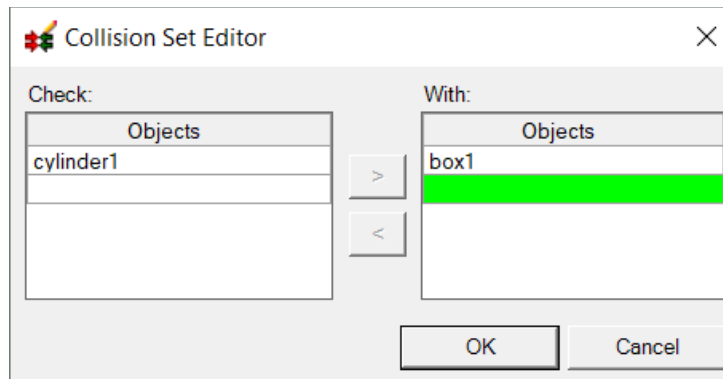 Collision Set Editor
Check:
With:
Objects
Objects
cylinder1
box1
>
<
OK
Cancel